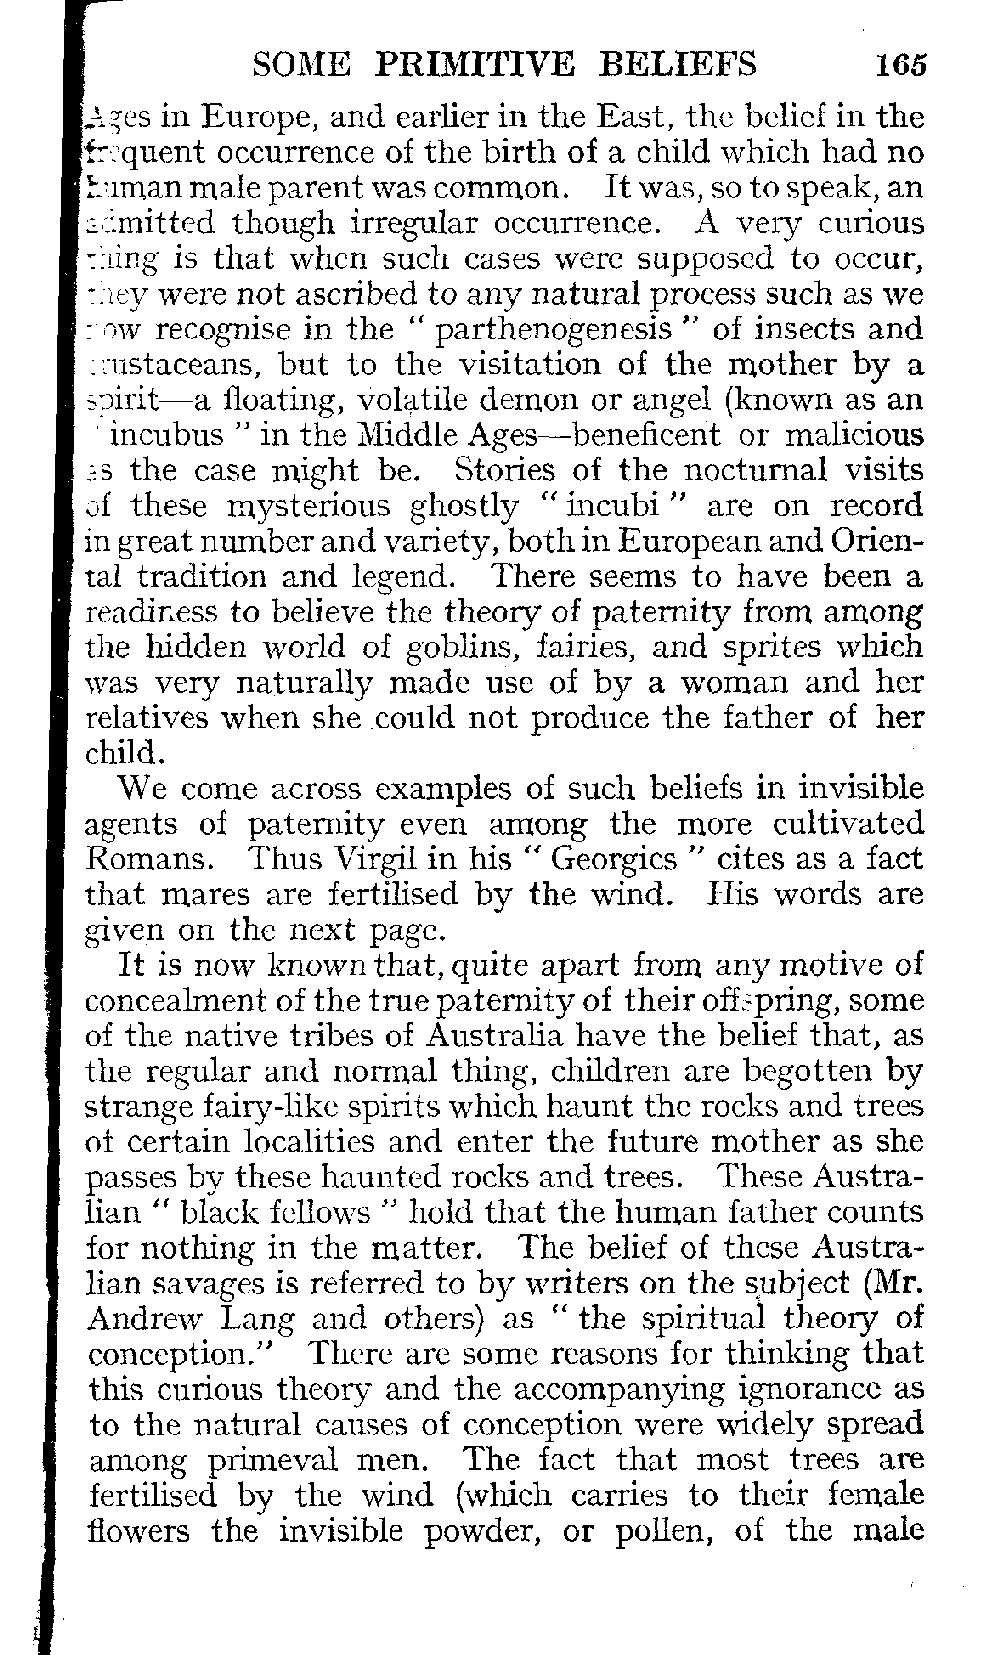 SOME PRIMITIVE BELIEFS 165
Ages in Europe, and earlier in the East, the belief in the
frequent occurrence of the birth of a child which had no
human male parent was common. It was, so to speak, an
admitted though irregular occurrence. A very curious
thing is that when such cases were supposed to occur,
they were not ascribed to any natural process such as we
now recognise in the “ parthenogenesis ” of insects and
crustaceans, but to the visitation of the mother by a
spirit—a floating, volatile demon or angel (known as an
“ incubus ” in the Middle Ages—beneficent or malicious
as the case might be. Stories of the nocturnal visits
of these mysterious ghostly “ incubi ” are on record
in great number and variety, both in European and Orien-
tal tradition and legend. There seems to have been a
readiness to believe the theory of paternity from among
the hidden world of goblins, fairies, and sprites which
was very naturally made use of by a woman and her
relatives when she could not produce the father of her
child.
We come across examples of such beliefs in invisible
agents of paternity even among the more cultivated
Romans. Thus Virgil in his “ Georgics ” cites as a fact
that mares are fertilised by the wind. His words are
given on the next page.
It is now known that, quite apart from any motive of
concealment of the true paternity of their offspring, some
of the native tribes of Australia have the belief that, as
the regular and normal thing, children are begotten by
strange fairy-like spirits which haunt the rocks and trees
of certain localities and enter the future mother as she
passes by these haunted rocks and trees. These Austra-
lian “ black fellows ” hold that the human father counts
for nothing in the matter. The belief of these Austra-
lian savages is referred to by writers on the subject (Mr.
Andrew Lang and others) as “ the spiritual theory of
conception.” There are some reasons for thinking that
this curious theory and the accompanying ignorance as
to the natural causes of conception were widely spread
among primeval men. The fact that most trees are
fertilised by the wind (which carries to their female
flowers the invisible powder, or pollen, of the male